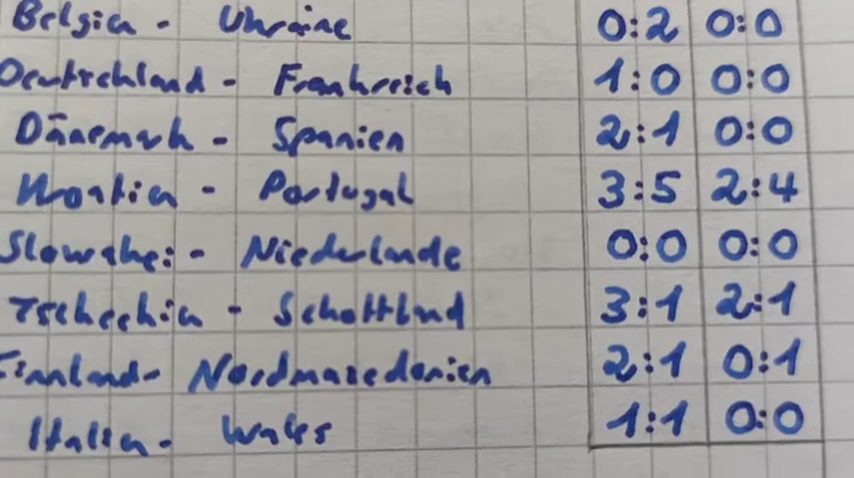 Belgien - Ukraine 0:2 0:0
Deutschland - Frankreich 1:0 0:0
Dänemark - Spanien 2:1 0:0
Kroatien - Portugal 3:5 2:4
Slowakei - Niederlande 0:0 0:0
Tschechien - Schottland 3:1 2:1
Finnland - Nordmazedonien 2:1 0:1
Italien - Wales 1:1 0:0